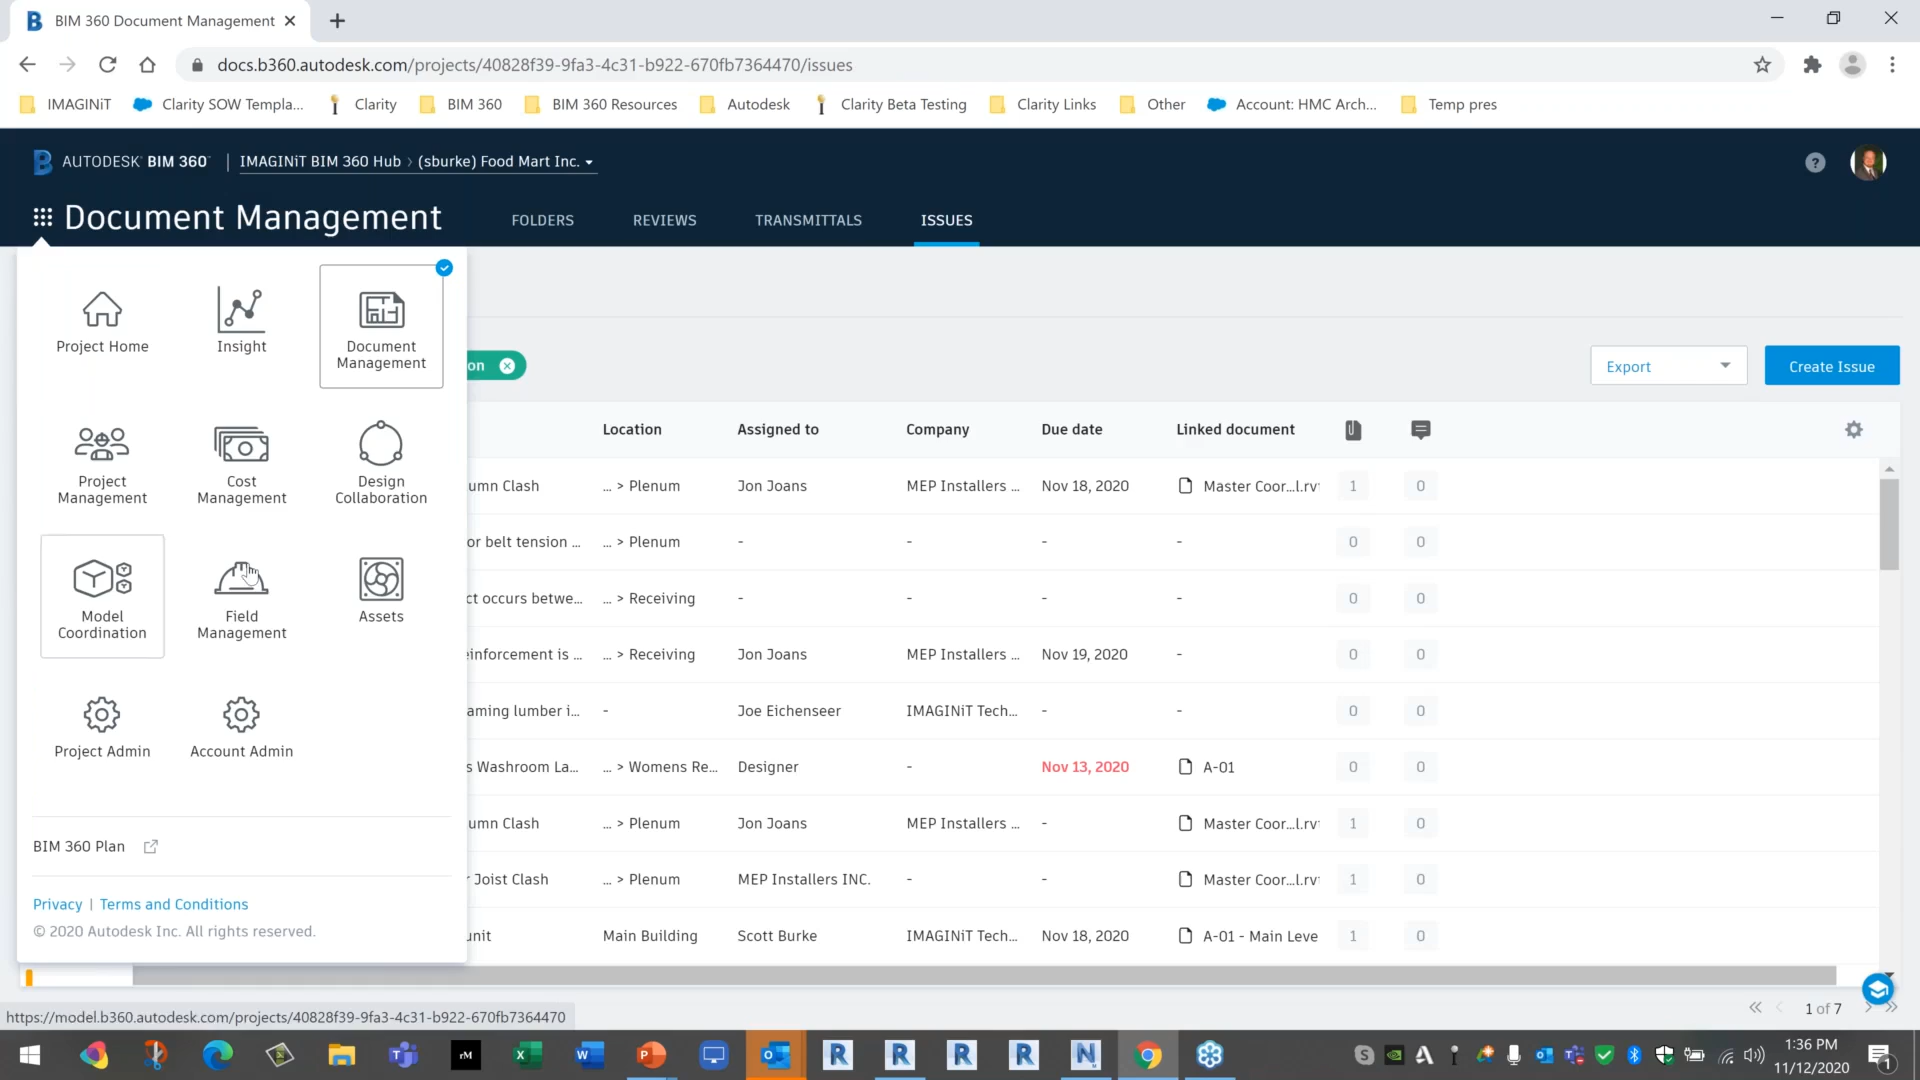 BIM 360 Document Management
docs.b360.autodesk.com/projects/40828f39-9fa3-4c31-b922-670fb7364470/issues
IMAGINiT
Clarity SOW Templa...
Clarity
BIM 360
BIM 360 Resources
Autodesk
Clarity Beta Testing
Clarity Links
Other
Account: HMC Arch...
Temp pres
AUTODESK BIM 360
IMAGINiT BIM 360 Hub > (sburke) Food Mart Inc.
Document Management
FOLDERS
REVIEWS
TRANSMITTALS
ISSUES
Project Home
Insight
Document
Management
Project
Management
Cost
Management
Design
Collaboration
Model
Coordination
Field
Management
Assets
Project Admin
Account Admin
BIM 360 Plan
Privacy | Terms and Conditions
© 2020 Autodesk Inc. All rights reserved.
on
Export
Create Issue
Location Assigned to Company Due date Linked document
umn Clash ... > Plenum Jon Joans MEP Installers ... Nov 18, 2020 Master Coor...l.rv 1 0
or belt tension ... ... > Plenum - - - - 0 0
ct occurs betwe... ... > Receiving - - - - 0 0
einforcement is ... ... > Receiving Jon Joans MEP Installers ... Nov 19, 2020 - 0 0
aming lumber i... - Joe Eichenseer IMAGINiT Tech... - - 0 0
s Washroom La... ... > Womens Re... Designer - Nov 13, 2020 A-01 0 0
umn Clash ... > Plenum Jon Joans MEP Installers ... - Master Coor...l.rv 1 0
r Joist Clash ... > Plenum MEP Installers INC. - - Master Coor...l.rv 1 0
unit Main Building Scott Burke IMAGINiT Tech... Nov 18, 2020 A-01 - Main Leve 1 0
1 of 7
https://model.b360.autodesk.com/projects/40828f39-9fa3-4c31-b922-670fb7364470
1:36 PM
11/12/2020
1